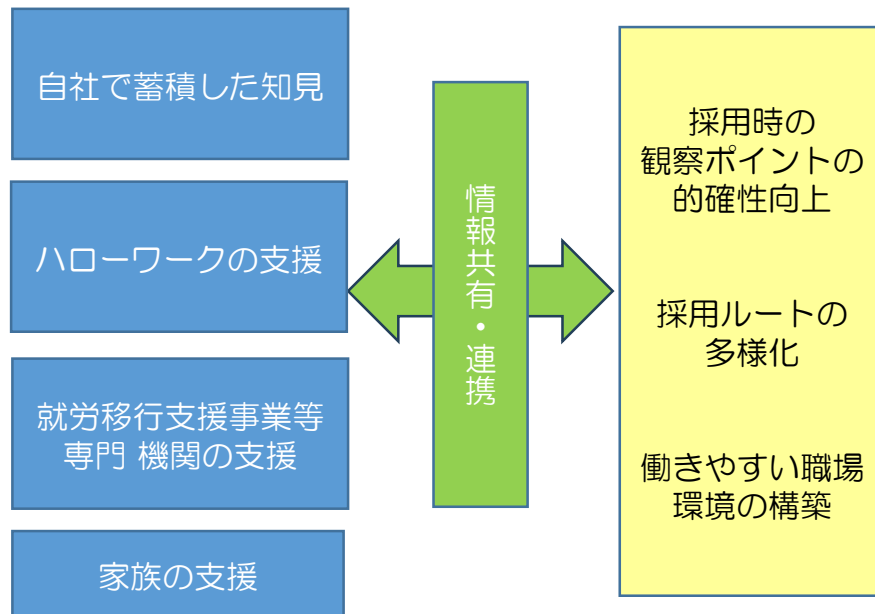 自社で蓄積した知見
ハローワークの支援
就労移行支援事業等
専門 機関の支援
家族の支援
情報共有・連携
採用時の
観察ポイントの
的確性向上
採用ルートの
多様化
働きやすい職場
環境の構築